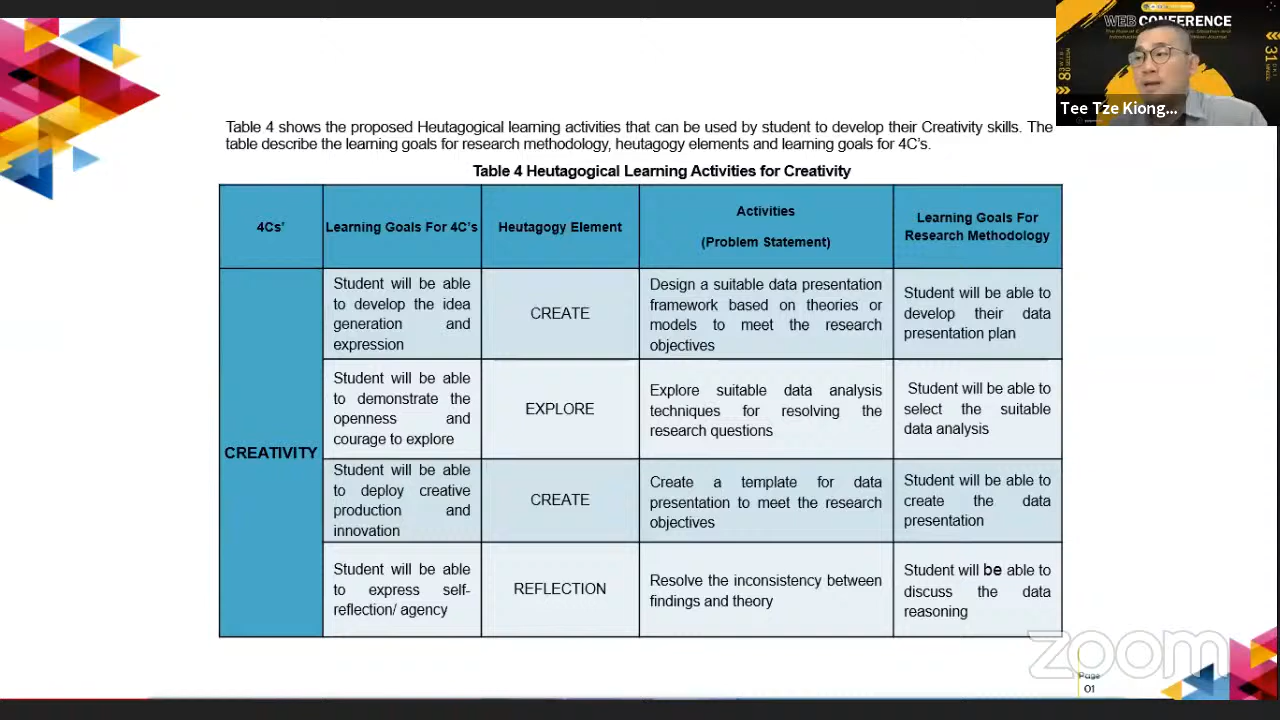 WEB CONFERENCE
31
08
Tee Tze Kiong...
Table 4 shows the proposed Heutagogical learning activities that can be used by student to develop their Creativity skills. The
table describe the learning goals for research methodology, heutagogy elements and learning goals for 4C's.
Table 4 Heutagogical Learning Activities for Creativity
4Cs'
Learning Goals For 4C's
Heutagogy Element
Activities
(Problem Statement)
Learning Goals For
Research Methodology
CREATIVITY
Student will be able
to develop the idea
generation and
expression
CREATE
Design a suitable data presentation
framework based on theories or
models to meet the research
objectives
Student will be able to
develop their data
presentation plan
Student will be able
to demonstrate the
openness and
courage to explore
EXPLORE
Explore suitable data analysis
techniques for resolving the
research questions
Student will be able to
select the suitable
data analysis
Student will be able
to deploy creative
production and
innovation
CREATE
Create a template for data
presentation to meet the research
objectives
Student will be able to
create the data
presentation
Student will be able
to express self-
reflection/ agency
REFLECTION
Resolve the inconsistency between
findings and theory
Student will be able to
discuss the data
reasoning
zoom
Page
01